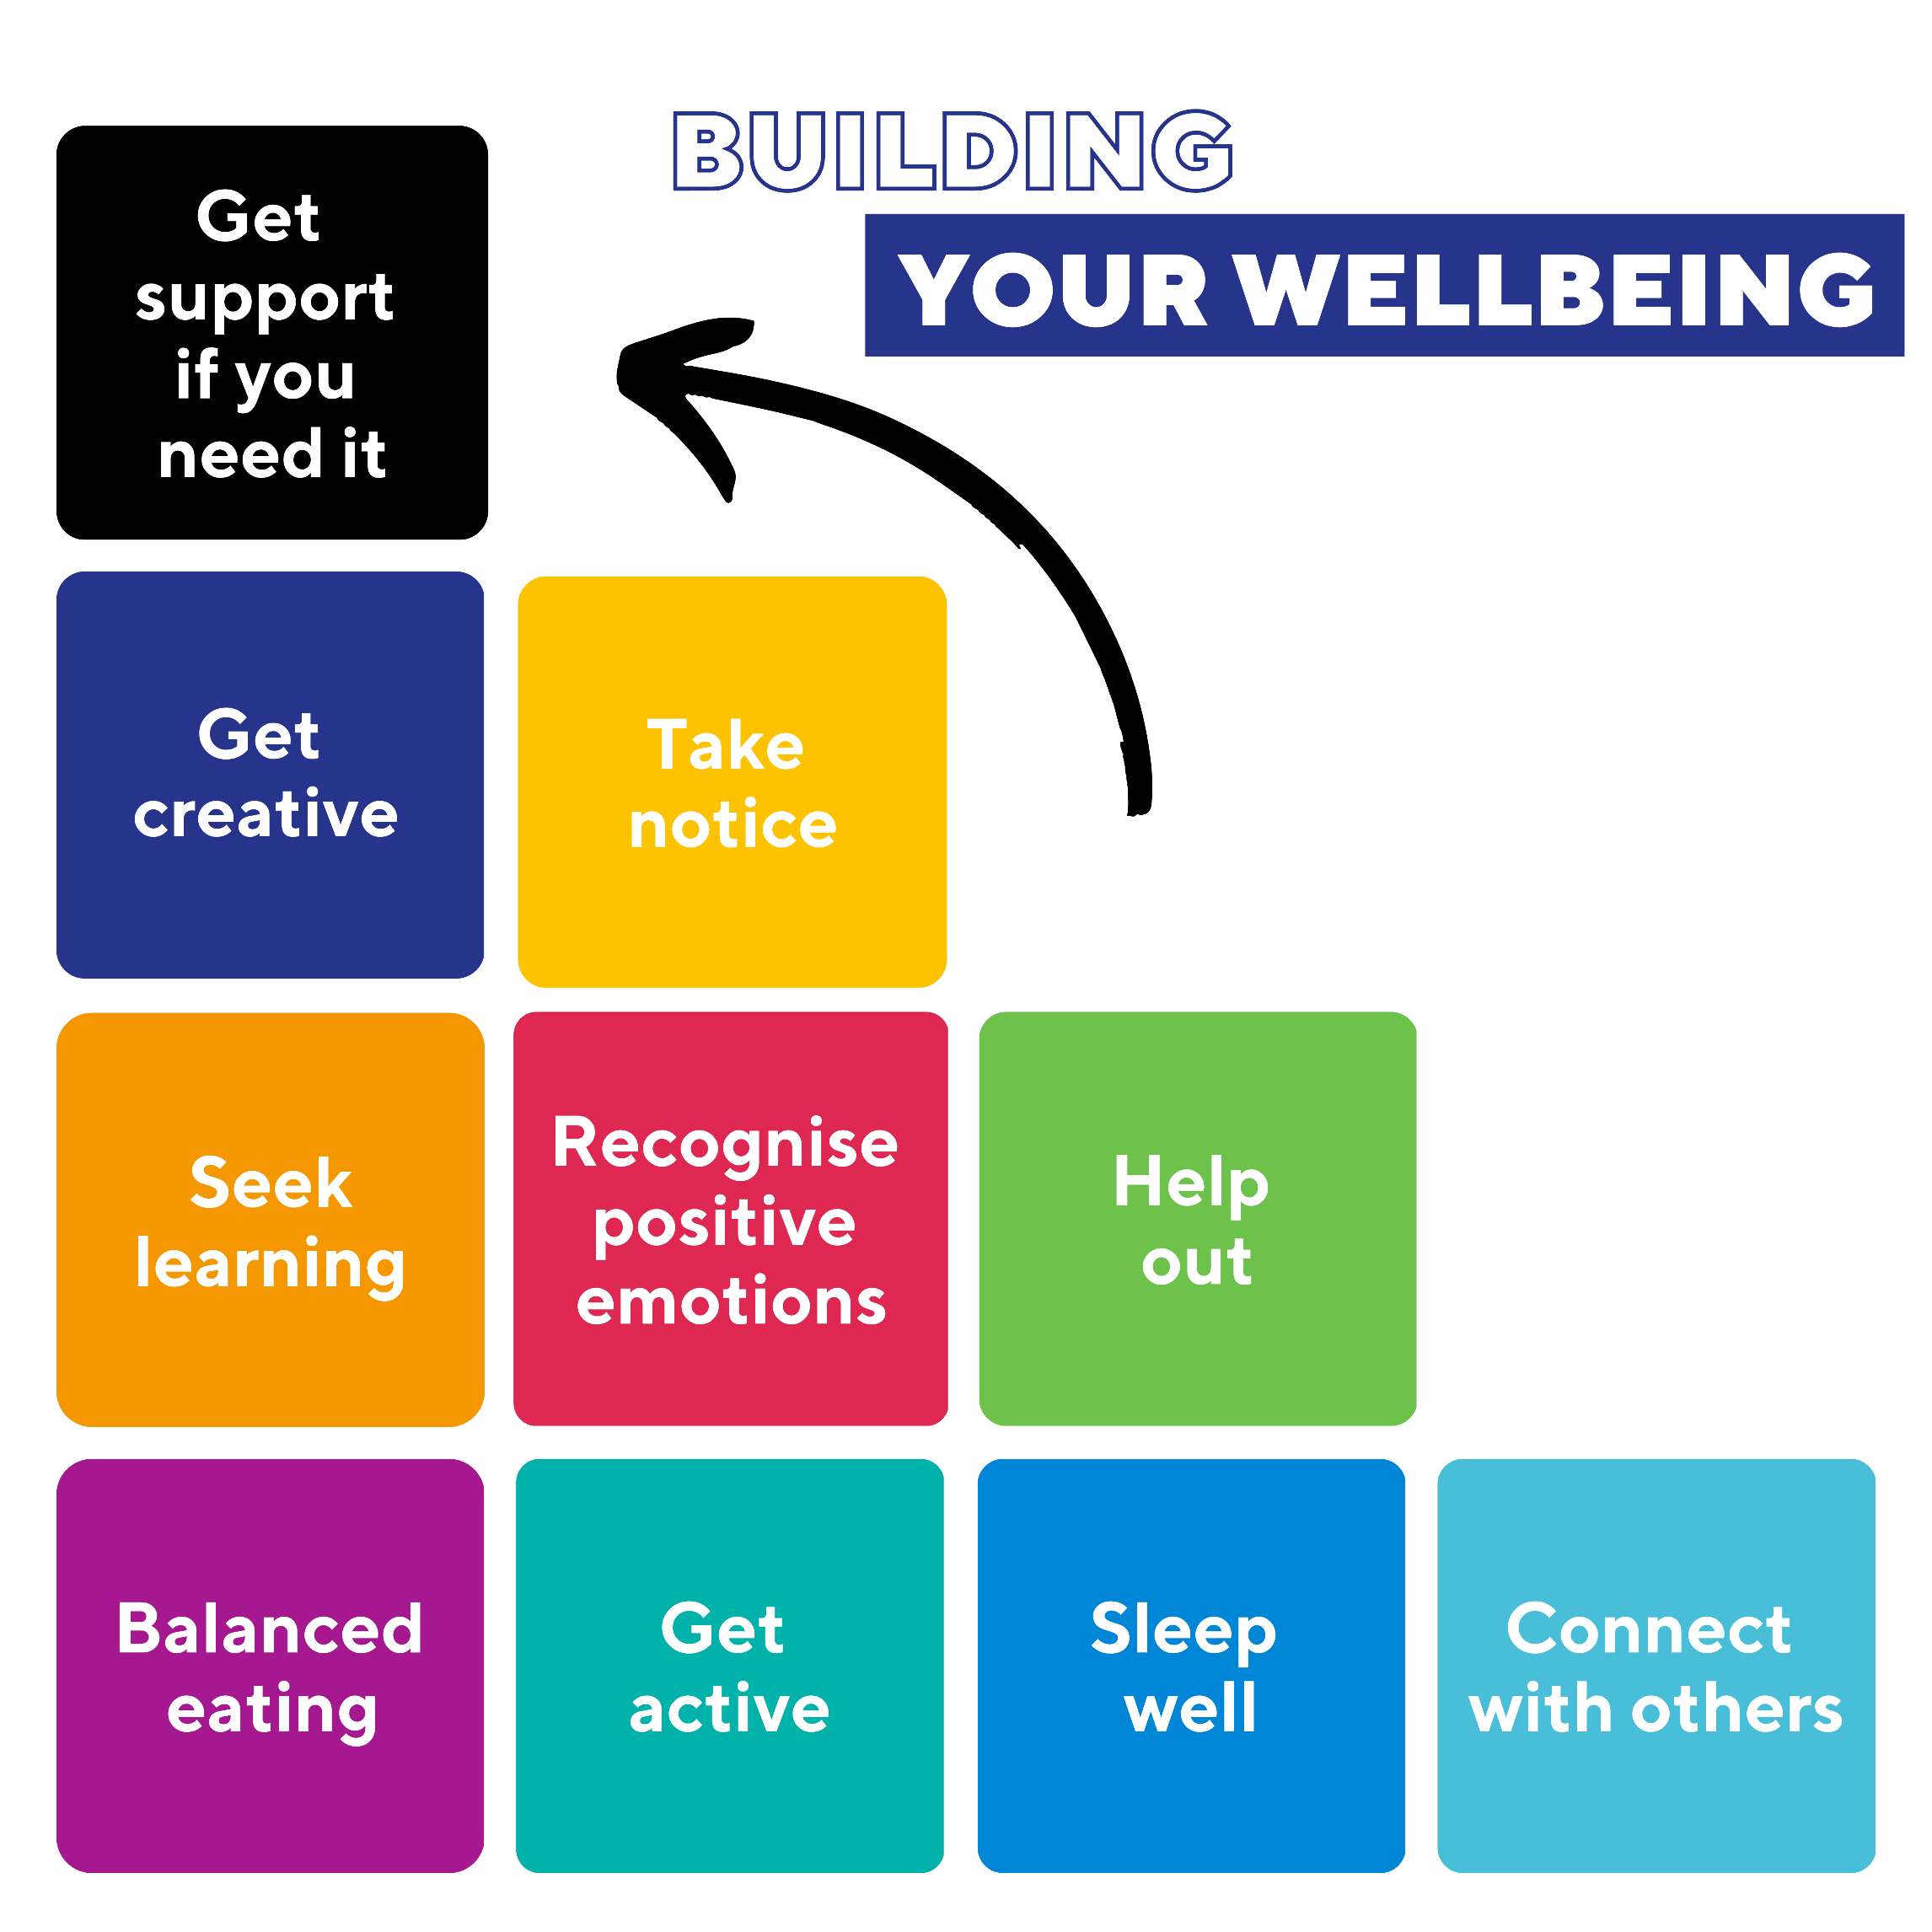 BUILDING
YOUR WELLBEING
Get
support
if you
need it
Get
creative
Take
notice
Seek
learning
Recognise
positive
emotions
Help
out
Balanced
eating
Get
active
Sleep
well
Connect
with others